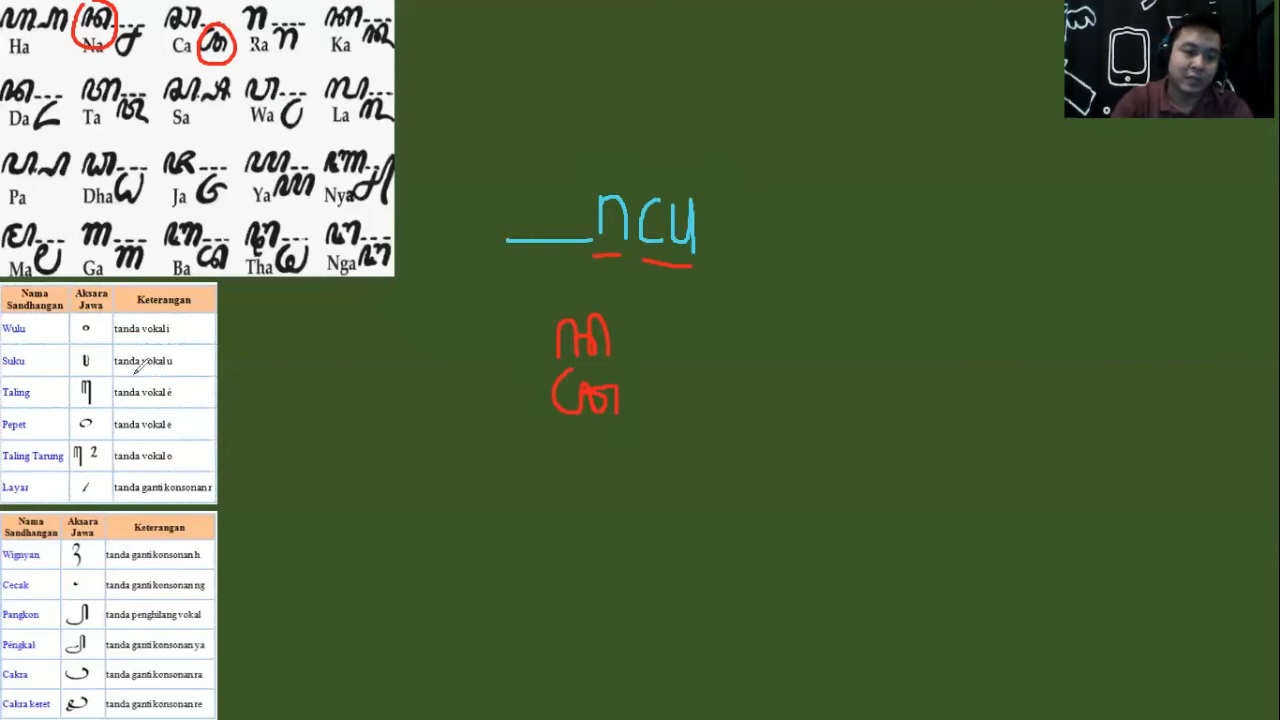 ꦲ Ha ꦤ Na ꦕ Ca ꦫ Ra ꦏ Ka
ꦢ Da ꦠ Ta ꦱ Sa ꦮ Wa ꦭ La
ꦥ Pa ꦝ Dha ꦗ Ja ꦪ Ya ꦚ Nya
ꦩ Ma ꦒ Ga ꦧ Ba ꦛ Tha ꦔ Nga
___ncu
ꦤ꧀ꦕ
Nama Sandhangan Aksara Jawa Keterangan
Wulu ꦶ tanda vokal i
Suku ꦸ tanda vokal u
Taling ꦺ tanda vokal é
Pepet ꦼ tanda vokal e
Taling Tarung ꦺꦴ tanda vokal o
Layar ꦂ tanda ganti konsonan r
Nama Sandhangan Aksara Jawa Keterangan
Wignyan ꦃ tanda ganti konsonan h
Cecak ꦁ tanda ganti konsonan ng
Pangkon ꧀ tanda penghilang vokal
Péngkal ꦾ tanda ganti konsonan ya
Cakra ꦿ tanda ganti konsonan ra
Cakra keret ꦽ tanda ganti konsonan re